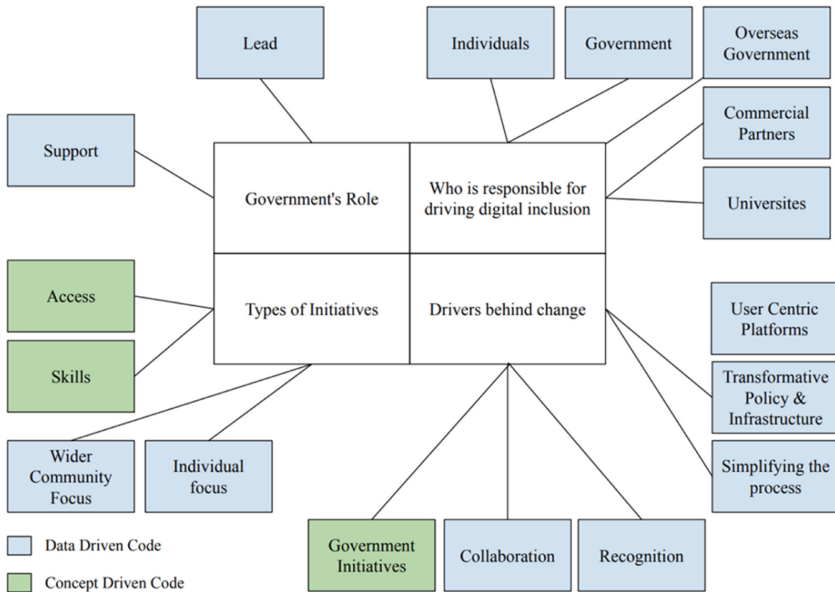 Lead
Individuals
Government
Overseas
Government
Support
Commercial
Partners
Government's Role
Who is responsible for
driving digital inclusion
Universites
Access
Types of Initiatives
Drivers behind change
User Centric
Platforms
Skills
Transformative
Policy &
Infrastructure
Wider
Community
Focus
Individual
focus
Simplifying the
process
Government
Initiatives
Collaboration
Recognition
Data Driven Code
Concept Driven Code